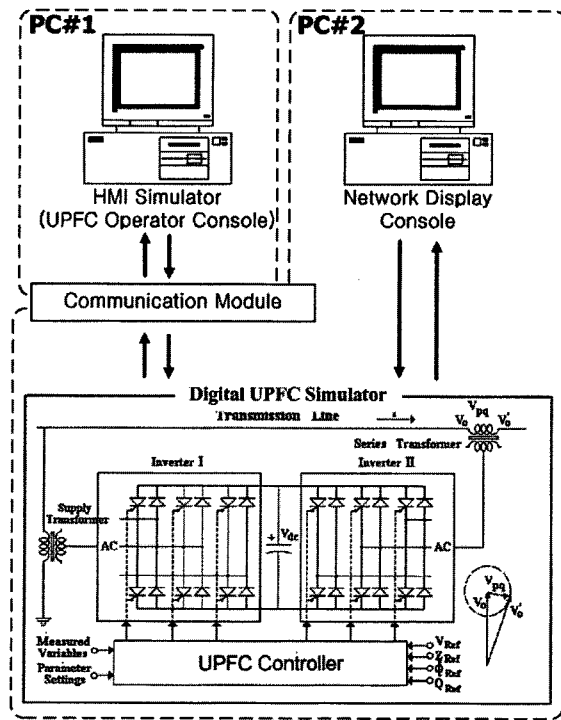 PC#1
PC#2
HMI Simulator
(UPFC Operator Console)
Network Display
Console
Communication Module
Digital UPFC Simulator
Transmission Line
Vpq
Vo
Vo'
Series Transformer
Inverter I
Inverter II
Supply
Transformer
AC
+
Vdc
AC
Vpq
Vo
Vo'
Measured
Variables
Parameter
Settings
UPFC Controller
VRef
ZRef
ΦRef
QRef